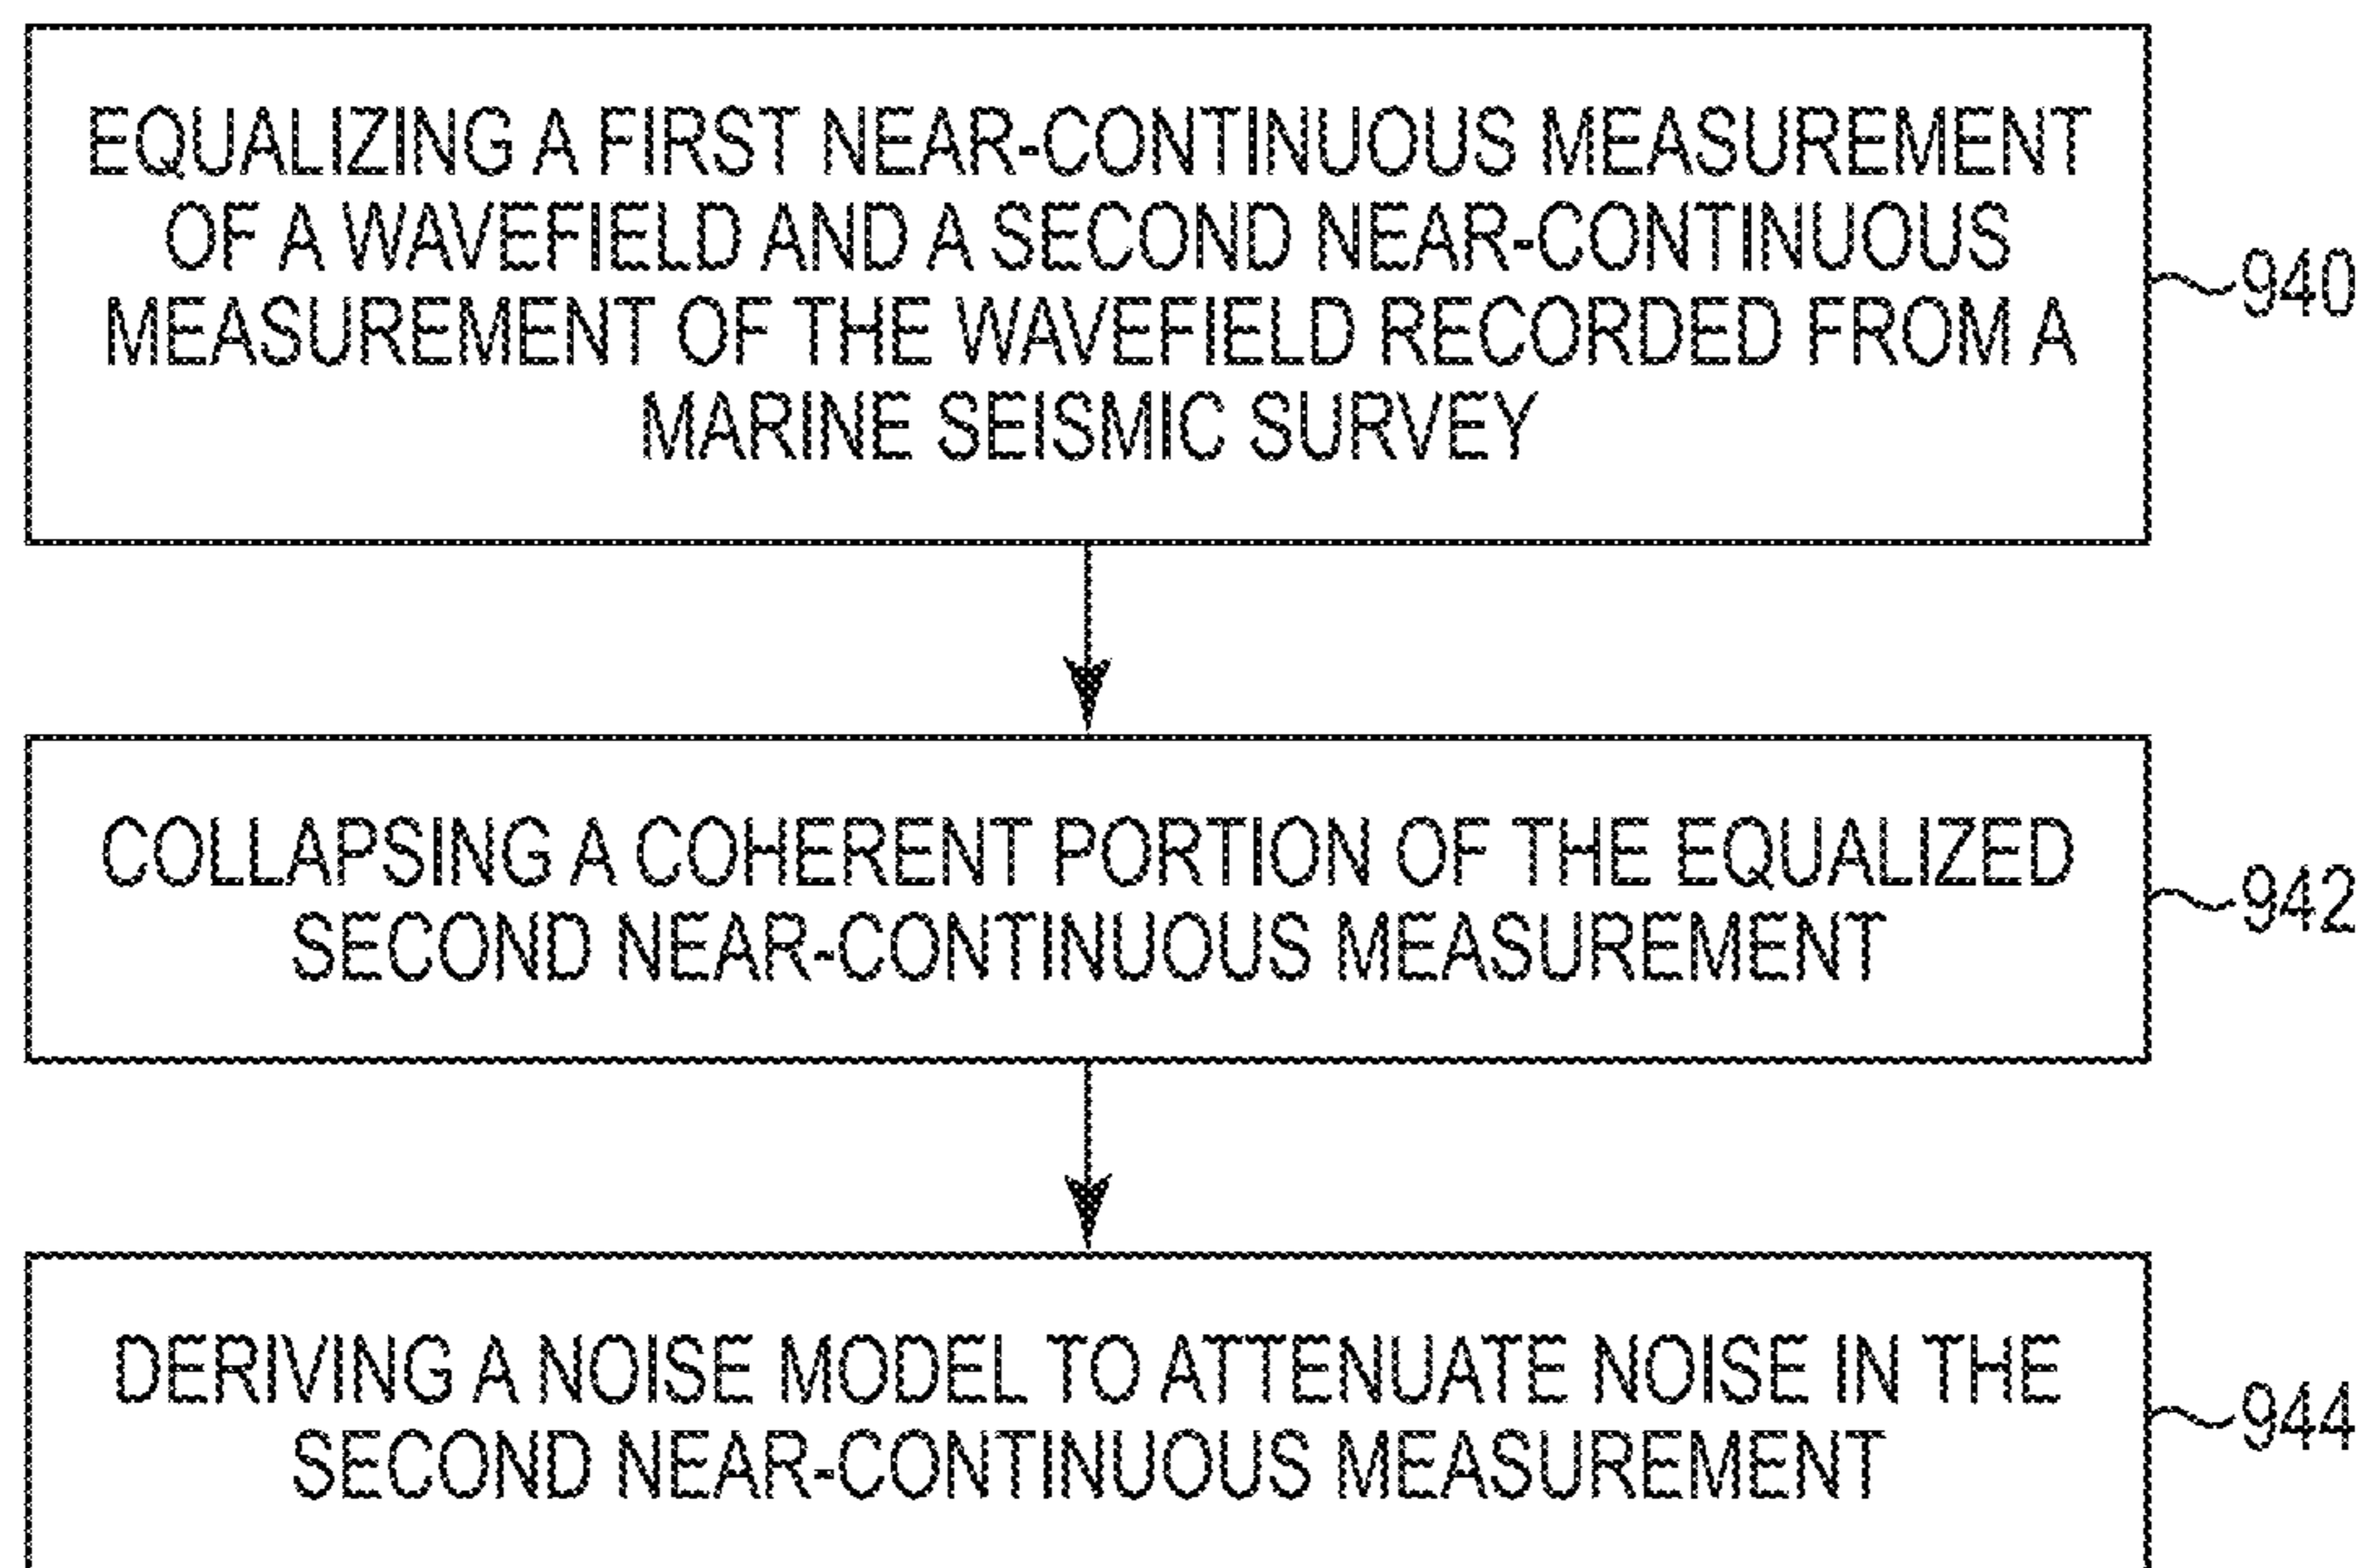 EQUALIZING A FIRST NEAR-CONTINUOUS MEASUREMENT
OF A WAVEFIELD AND A SECOND NEAR-CONTINUOUS
MEASUREMENT OF THE WAVEFIELD RECORDED FROM A
MARINE SEISMIC SURVEY
940
COLLAPSING A COHERENT PORTION OF THE EQUALIZED
SECOND NEAR-CONTINUOUS MEASUREMENT
942
DERIVING A NOISE MODEL TO ATTENUATE NOISE IN THE
SECOND NEAR-CONTINUOUS MEASUREMENT
944